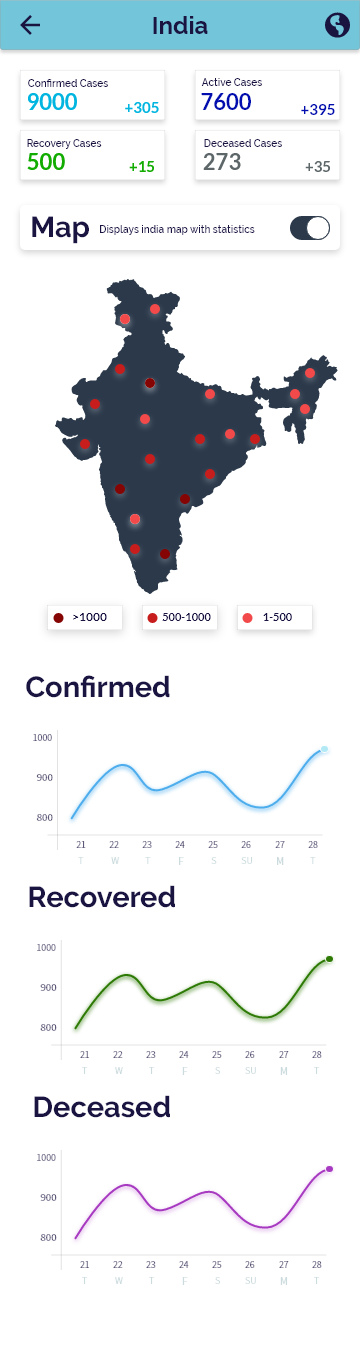 India
Confirmed Cases
9000 +305
Active Cases
7600 +395
Recovery Cases
500 +15
Deceased Cases
273 +35
Map Displays india map with statistics
>1000 500-1000 1-500
Confirmed
1000
900
800
21 22 23 24 25 26 27 28
T W T F S SU M T
Recovered
1000
900
800
21 22 23 24 25 26 27 28
T W T F S SU M T
Deceased
1000
900
800
21 22 23 24 25 26 27 28
T W T F S SU M T